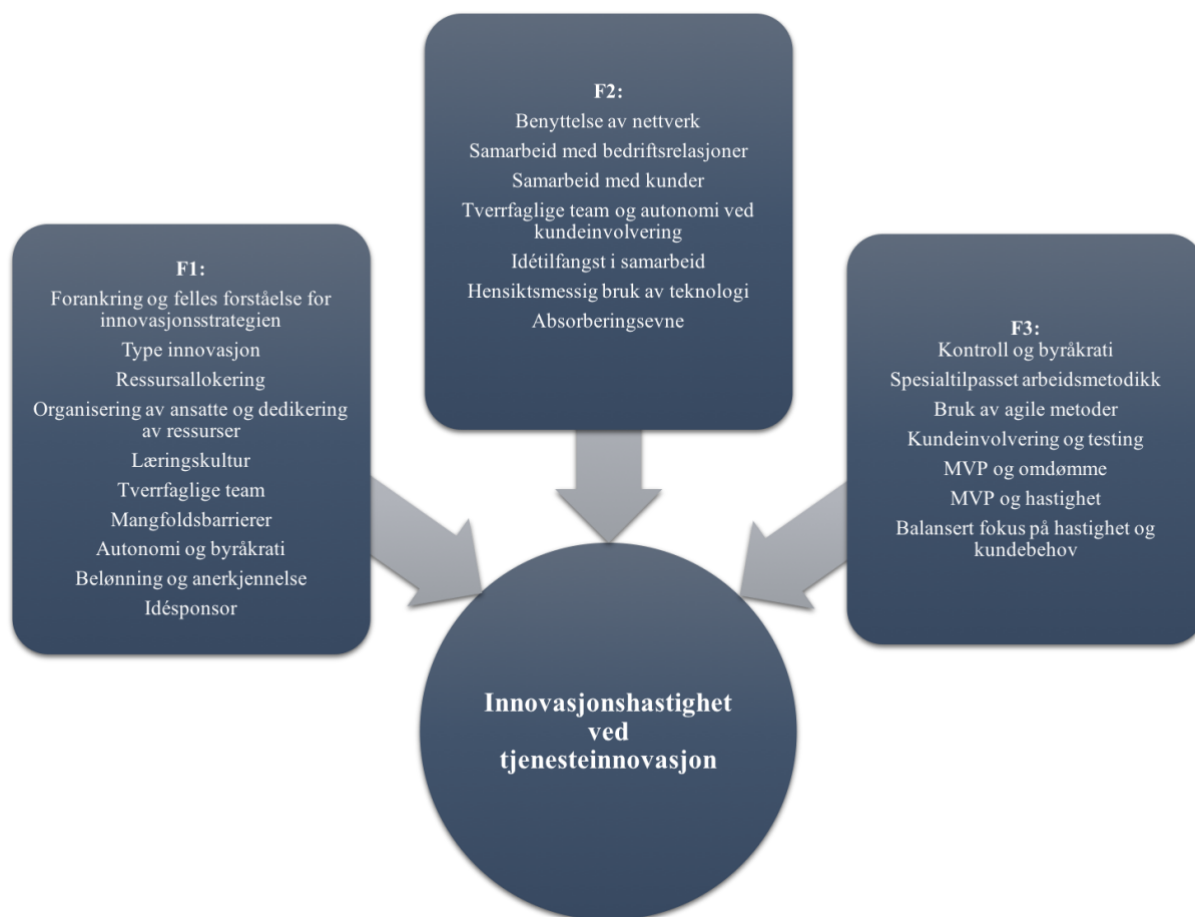 F1:
Forankring og felles forståelse for
innovasjonsstrategien
Type innovasjon
Ressursallokering
Organisering av ansatte og dedikering
av ressurser
Læringskultur
Tverrfaglige team
Mangfoldsbarrierer
Autonomi og byråkrati
Belønning og anerkjennelse
Idésponsor
F2:
Benyttelse av nettverk
Samarbeid med bedriftsrelasjoner
Samarbeid med kunder
Tverrfaglige team og autonomi ved
kundeinvolvering
Idétilfangst i samarbeid
Hensiktsmessig bruk av teknologi
Absorberingsevne
F3:
Kontroll og byråkrati
Spesialtilpasset arbeidsmetodikk
Bruk av agile metoder
Kundeinvolvering og testing
MVP og omdømme
MVP og hastighet
Balansert fokus på hastighet og
kundebehov
Innovasjonshastighet
ved
tjenesteinnovasjon